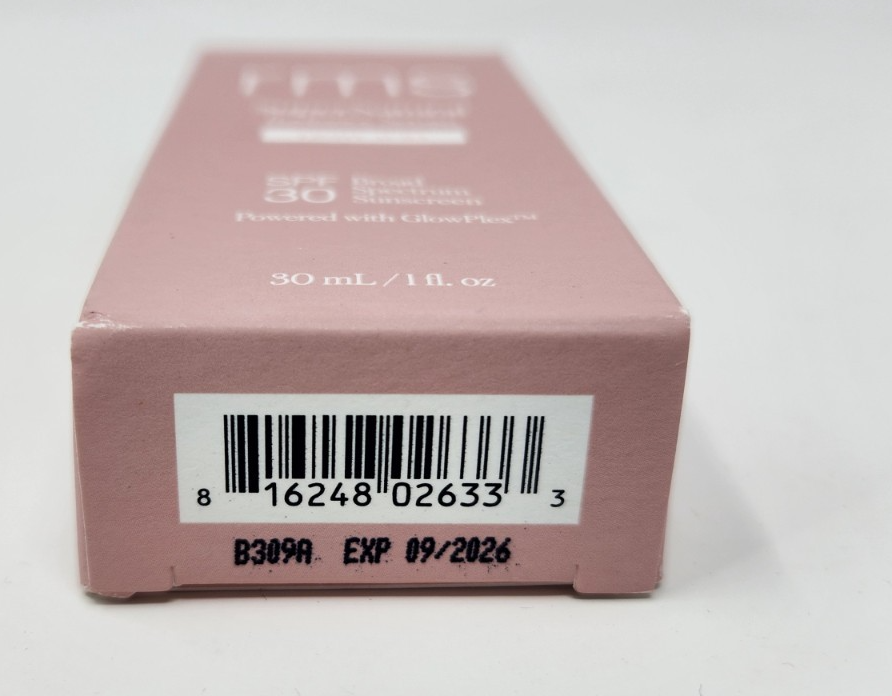 rms
SPF 30 Broad Spectrum Sunscreen
Powered with GlowPlex™
30 mL / 1 fl. oz
8 16248 02633 3
B309A EXP 09/2026